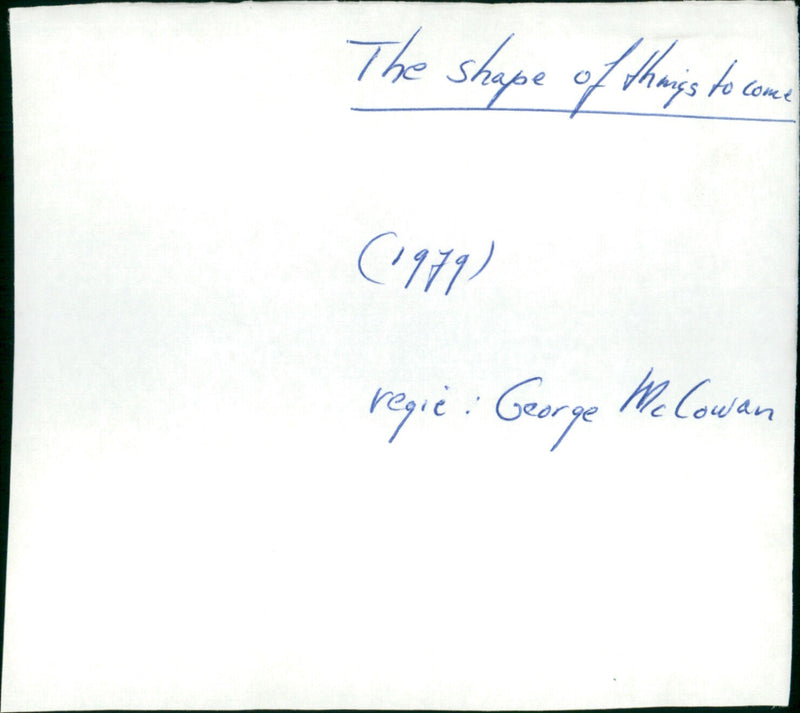 The shape of things to come
(1979)
regie: George McCowan